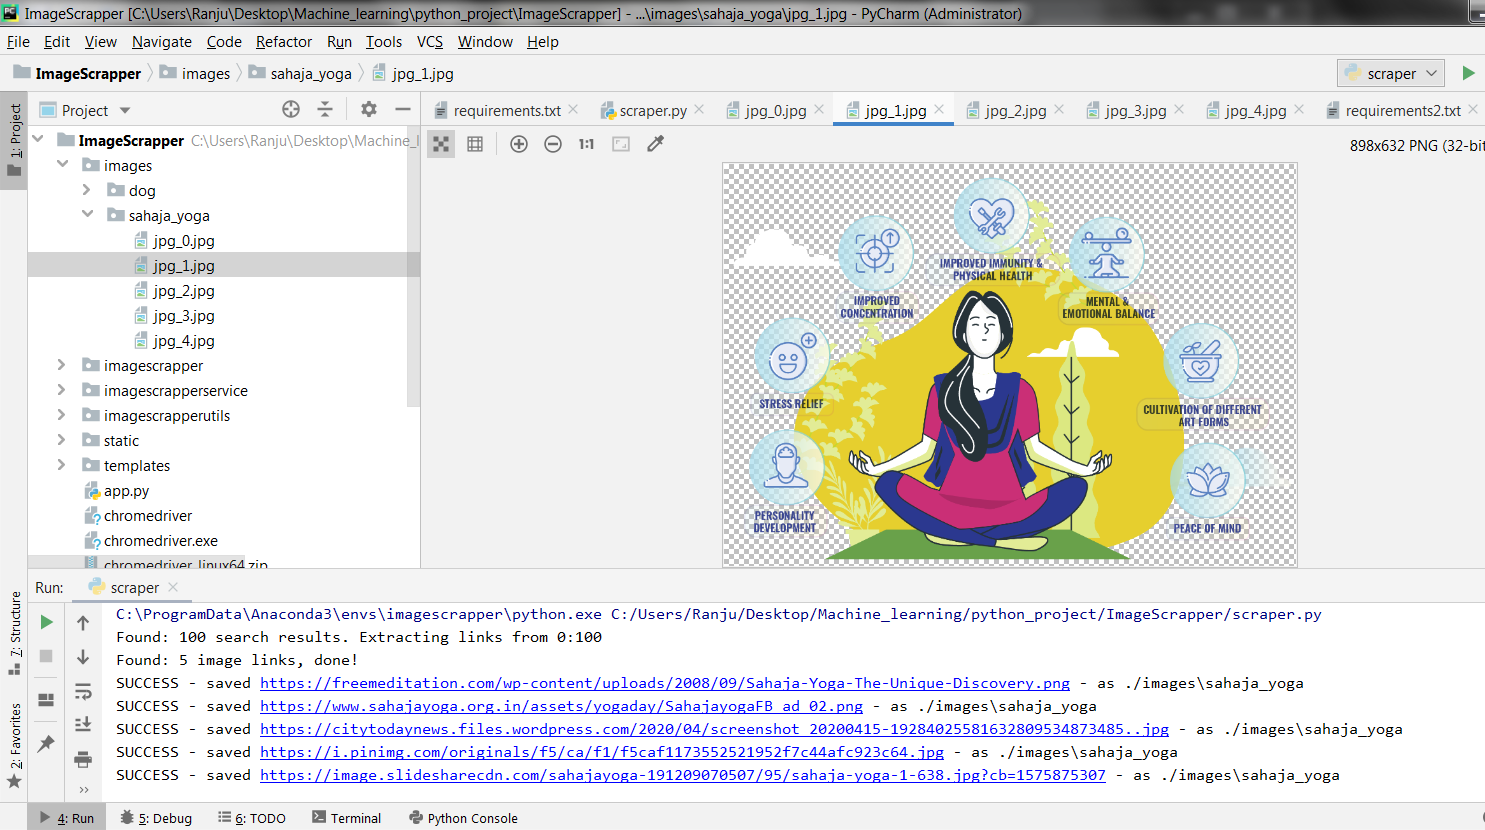 ImageScrapper [C:\Users\Ranju\Desktop\Machine_learning\python_project\ImageScrapper] - ...\images\sahaja_yoga\jpg_1.jpg - PyCharm (Administrator)
File Edit View Navigate Code Refactor Run Tools VCS Window Help
ImageScrapper images sahaja_yoga jpg_1.jpg scraper
1: Project
Project
requirements.txt scraper.py jpg_0.jpg jpg_1.jpg jpg_2.jpg jpg_3.jpg jpg_4.jpg requirements2.txt
ImageScrapper C:\Users\Ranju\Desktop\Machine_l
1:1
898x632 PNG (32-bit
images
dog
sahaja_yoga
jpg_0.jpg
jpg_1.jpg
jpg_2.jpg
jpg_3.jpg
jpg_4.jpg
imagescrapper
imagescrapperservice
imagescrapperutils
static
templates
app.py
chromedriver
chromedriver.exe
chromedriver_linux64.zip
IMPROVED IMMUNITY &
PHYSICAL HEALTH
IMPROVED
CONCENTRATION
MENTAL &
EMOTIONAL BALANCE
STRESS RELIEF
CULTIVATION OF DIFFERENT
ART FORMS
PERSONALITY
DEVELOPMENT
PEACE OF MIND
7: Structure
2: Favorites
Run: scraper
C:\ProgramData\Anaconda3\envs\imagescrapper\python.exe C:/Users/Ranju/Desktop/Machine_learning/python_project/ImageScrapper/scraper.py
Found: 100 search results. Extracting links from 0:100
Found: 5 image links, done!
SUCCESS - saved https://freemeditation.com/wp-content/uploads/2008/09/Sahaja-Yoga-The-Unique-Discovery.png - as ./images\sahaja_yoga
SUCCESS - saved https://www.sahajayoga.org.in/assets/yogaday/SahajayogaFB_ad_02.png - as ./images\sahaja_yoga
SUCCESS - saved https://citytodaynews.files.wordpress.com/2020/04/screenshot_20200415-19284025581632809534873485..jpg - as ./images\sahaja_yoga
SUCCESS - saved https://i.pinimg.com/originals/f5/ca/f1/f5caf1173552521952f7c44afc923c64.jpg - as ./images\sahaja_yoga
SUCCESS - saved https://image.slidesharecdn.com/sahajayoga-191209070507/95/sahaja-yoga-1-638.jpg?cb=1575875307 - as ./images\sahaja_yoga
4: Run 5: Debug 6: TODO Terminal Python Console